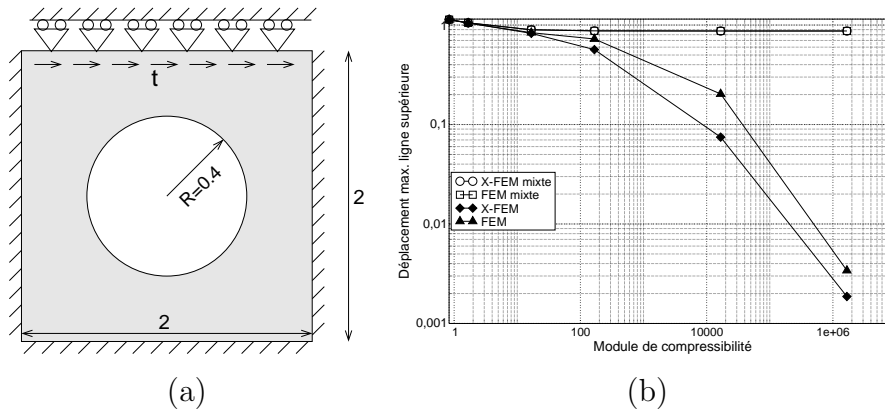 t
R=0.4
2
2
(a)
Déplacement max. ligne supérieure
1
0,1
0,01
0,001
X-FEM mixte
FEM mixte
X-FEM
FEM
1
100
10000
1e+06
Module de compressibilité
(b)